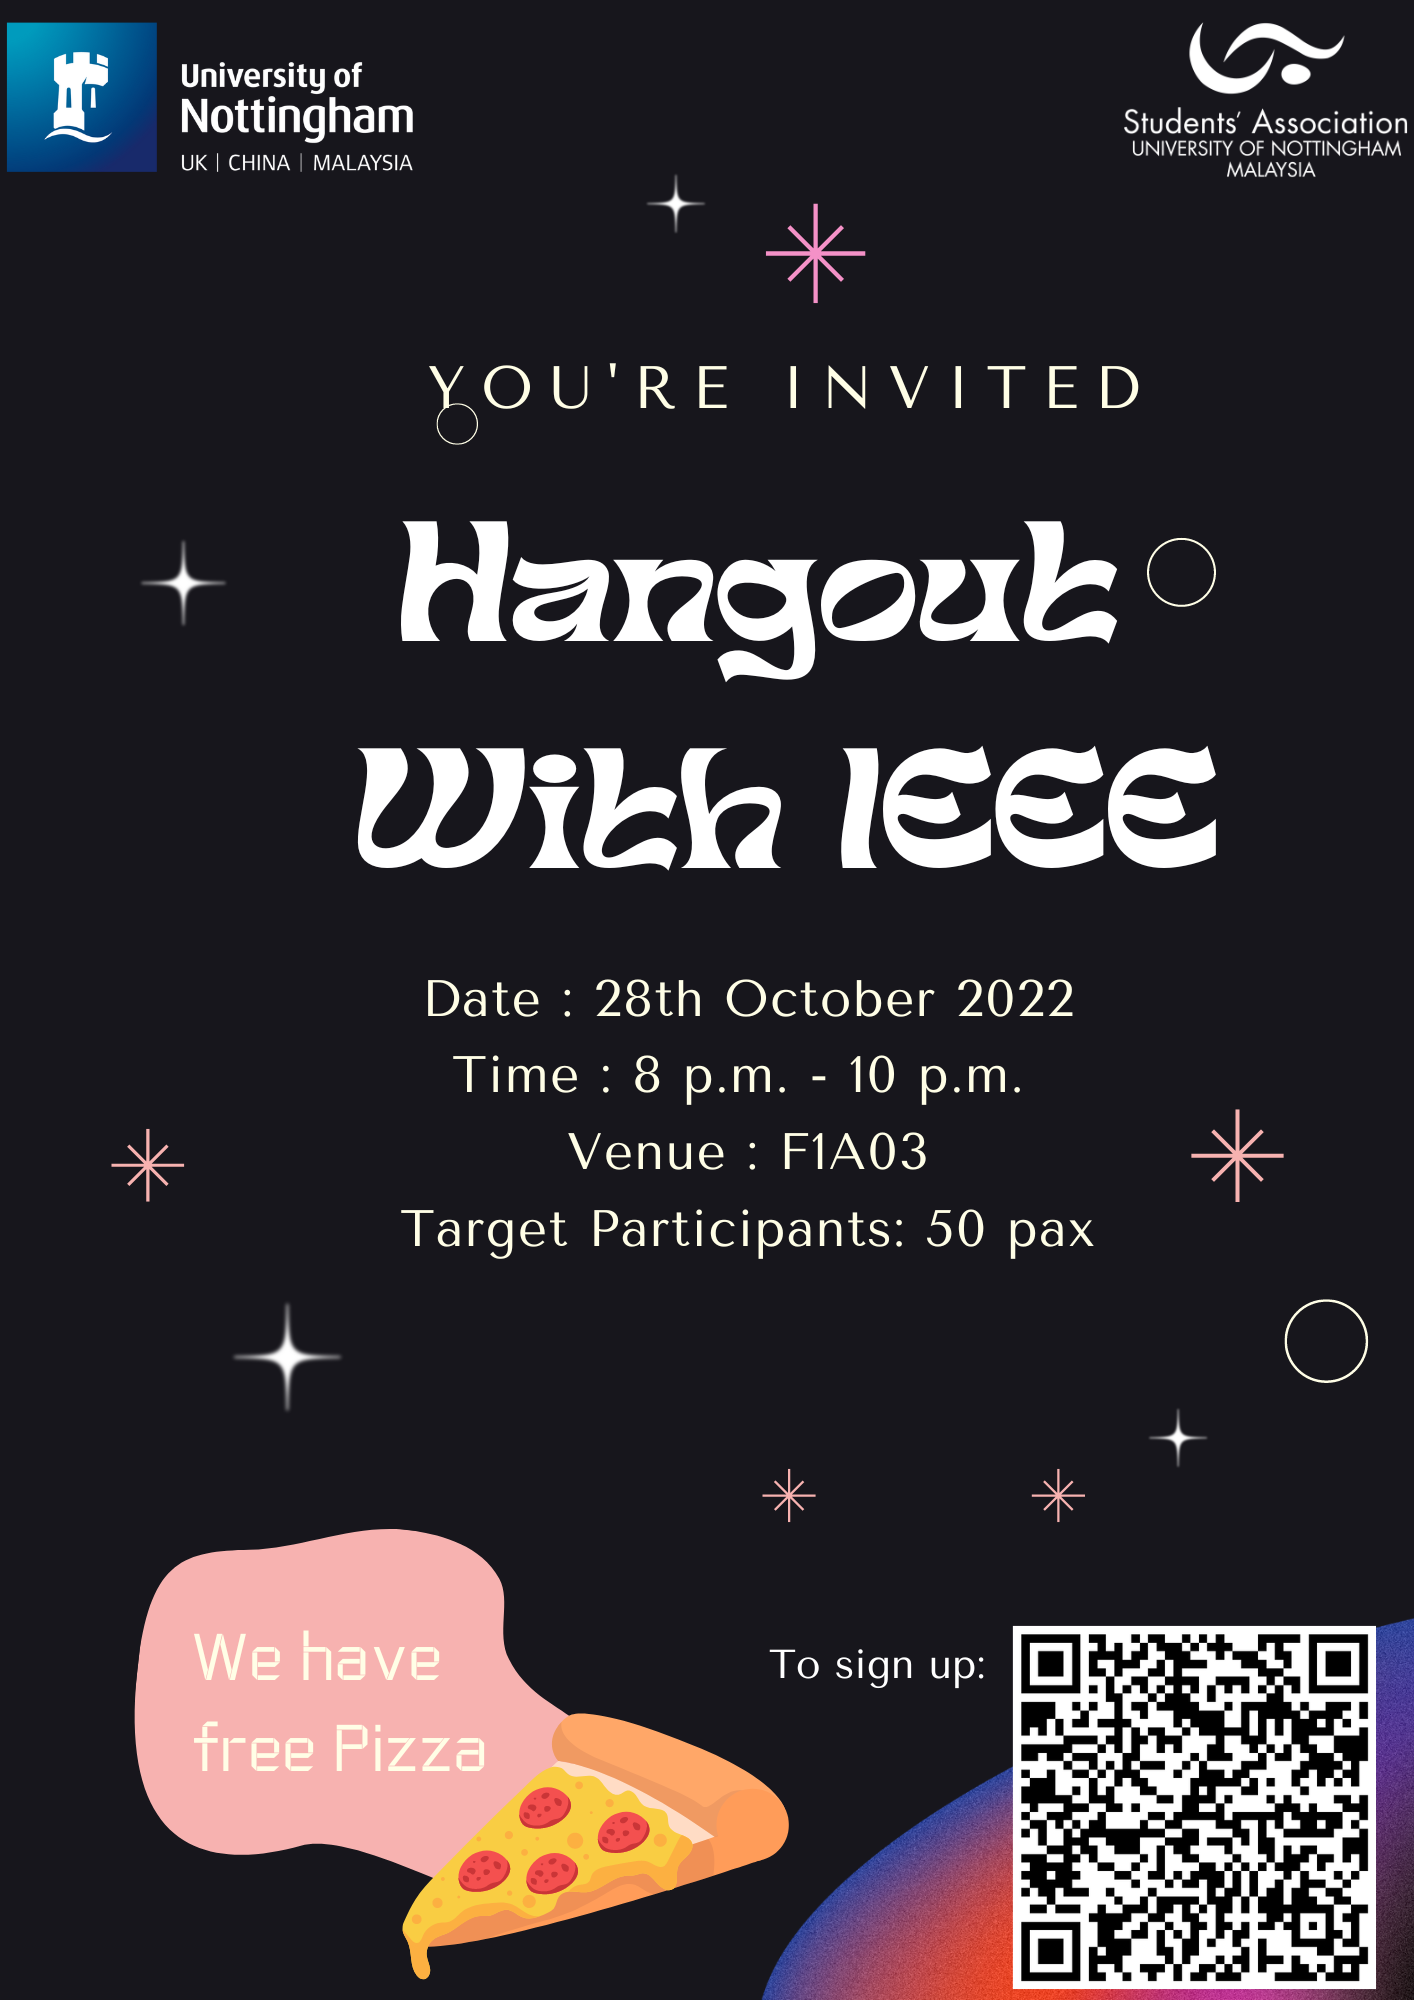 University of
Nottingham
UK | CHINA | MALAYSIA
Students' Association
UNIVERSITY OF NOTTINGHAM
MALAYSIA
YOU'RE INVITED
Hangout
With IEEE
Date : 28th October 2022
Time : 8 p.m. - 10 p.m.
Venue : F1A03
Target Participants: 50 pax
We have
free Pizza
To sign up: